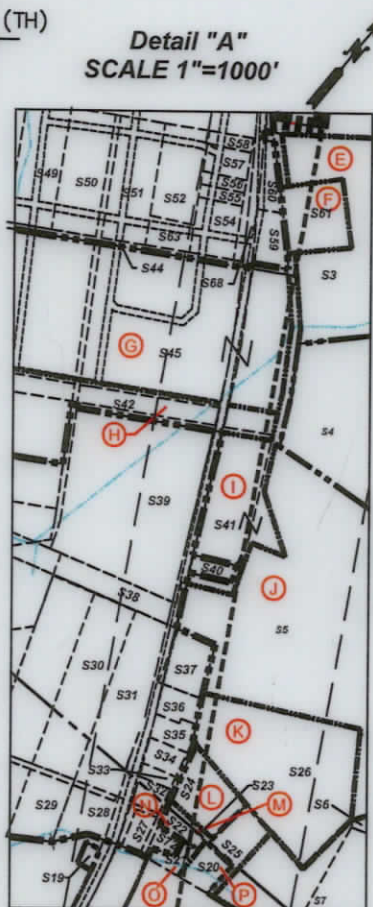 (TH)
Detail "A"
SCALE 1"=1000'
N
S58
S57
E
S49
S50
S51
S52
S56
S55
S60
F
S61
S54
S63
S59
S3
S44
S68
G
S45
S42
H
S4
I
S39
S41
S40
J
S38
S5
S30
S37
S31
S36
K
S35
S34
S26
S33
S24
L
S23
M
S6
S29
S28
N
S22
S25
S19
S20
O
P
S7